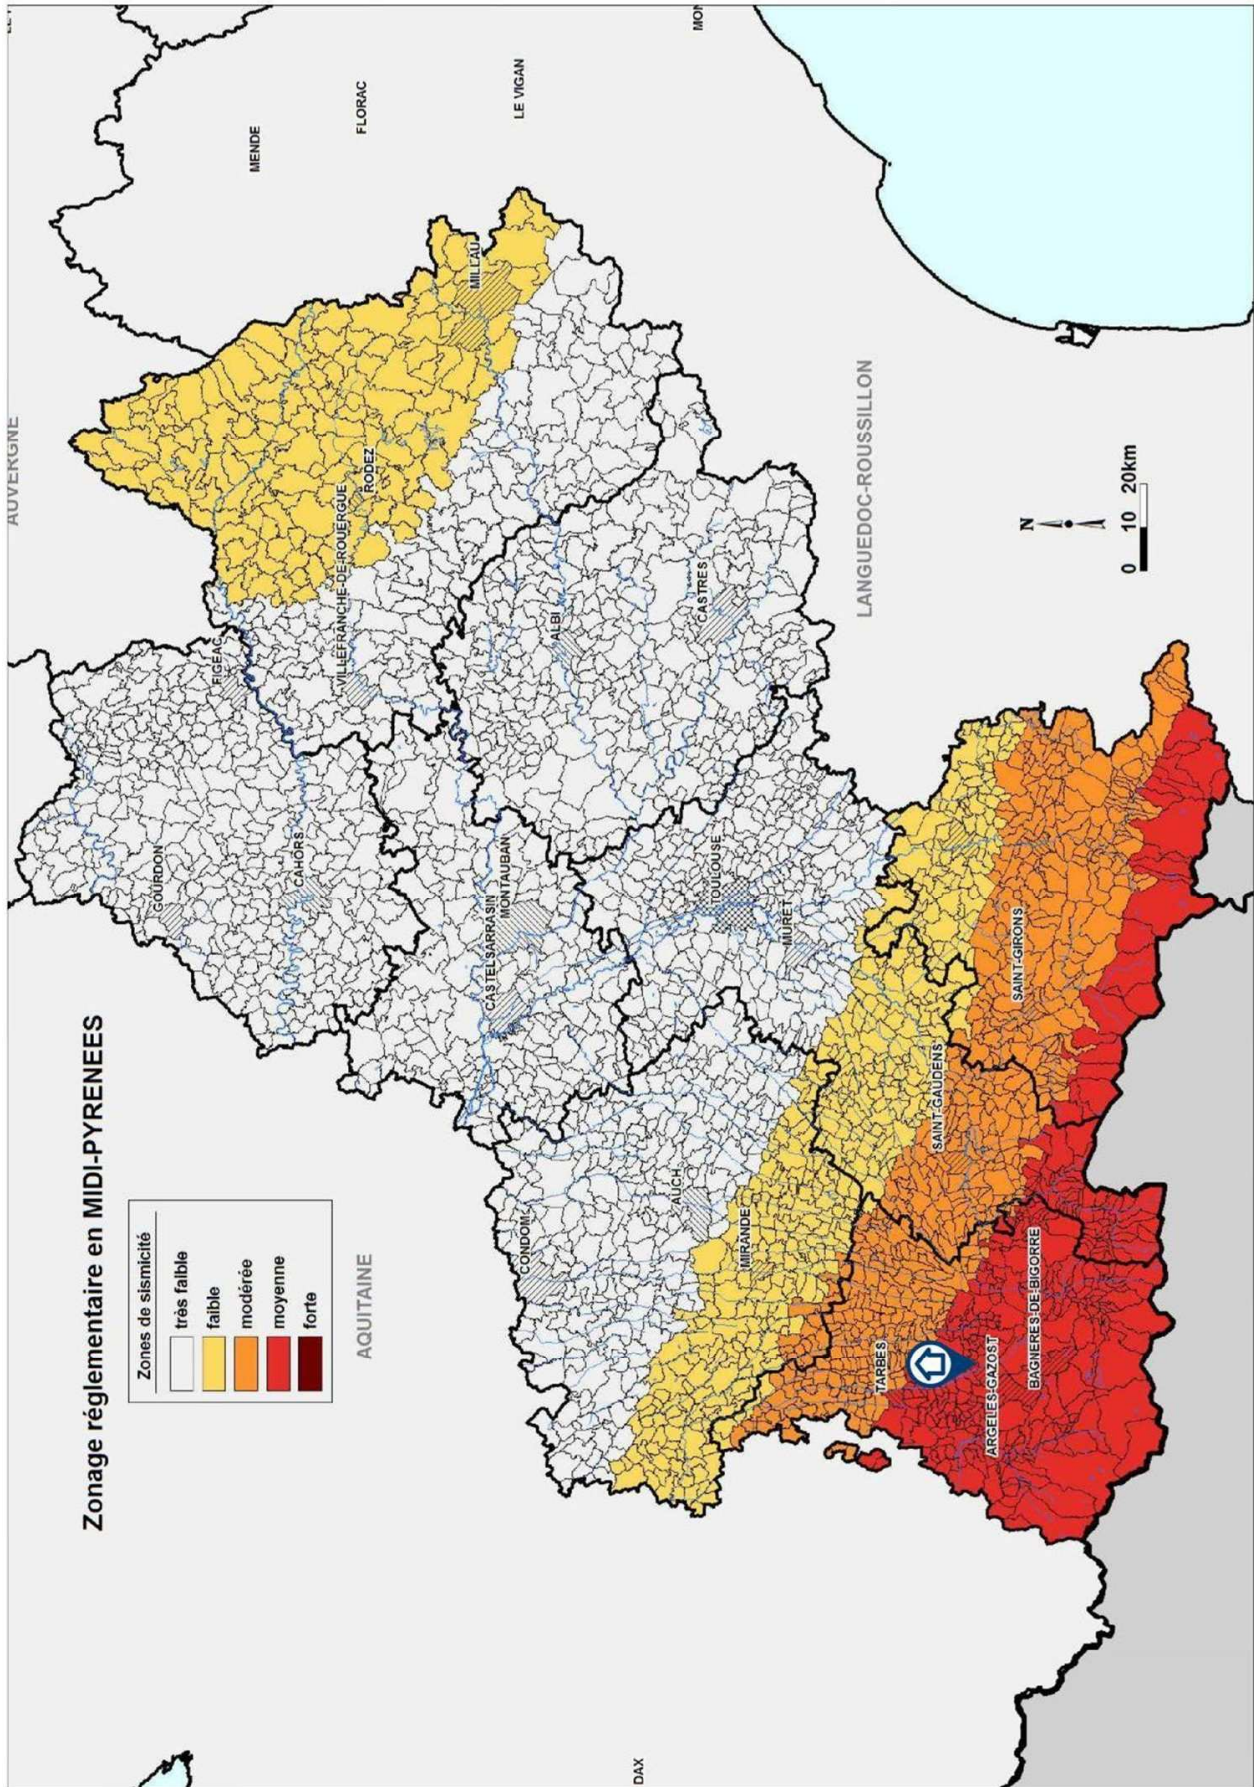 Zonage réglementaire en MIDI-PYRENEES
Zones de sismicité
très faible
faible
modérée
moyenne
forte
AUVERGNE
AQUITAINE
LANGUEDOC-ROUSSILLON
MENDE
FLORAC
LE VIGAN
MON
DAX
GOURDON
FIGEAC
CAHORS
VILLEFRANCHE-DE-ROUERGUE
RODEZ
MILLAU
CASTELSARRASIN
MONTAUBAN
ALBI
CASTRES
CONDOM
AUCH
MIRANDE
TOULOUSE
MURET
TARBES
ARGELES-GAZOST
BAGNERES-DE-BIGORRE
SAINT-GAUDENS
SAINT-GIRONS
N
0 10 20km